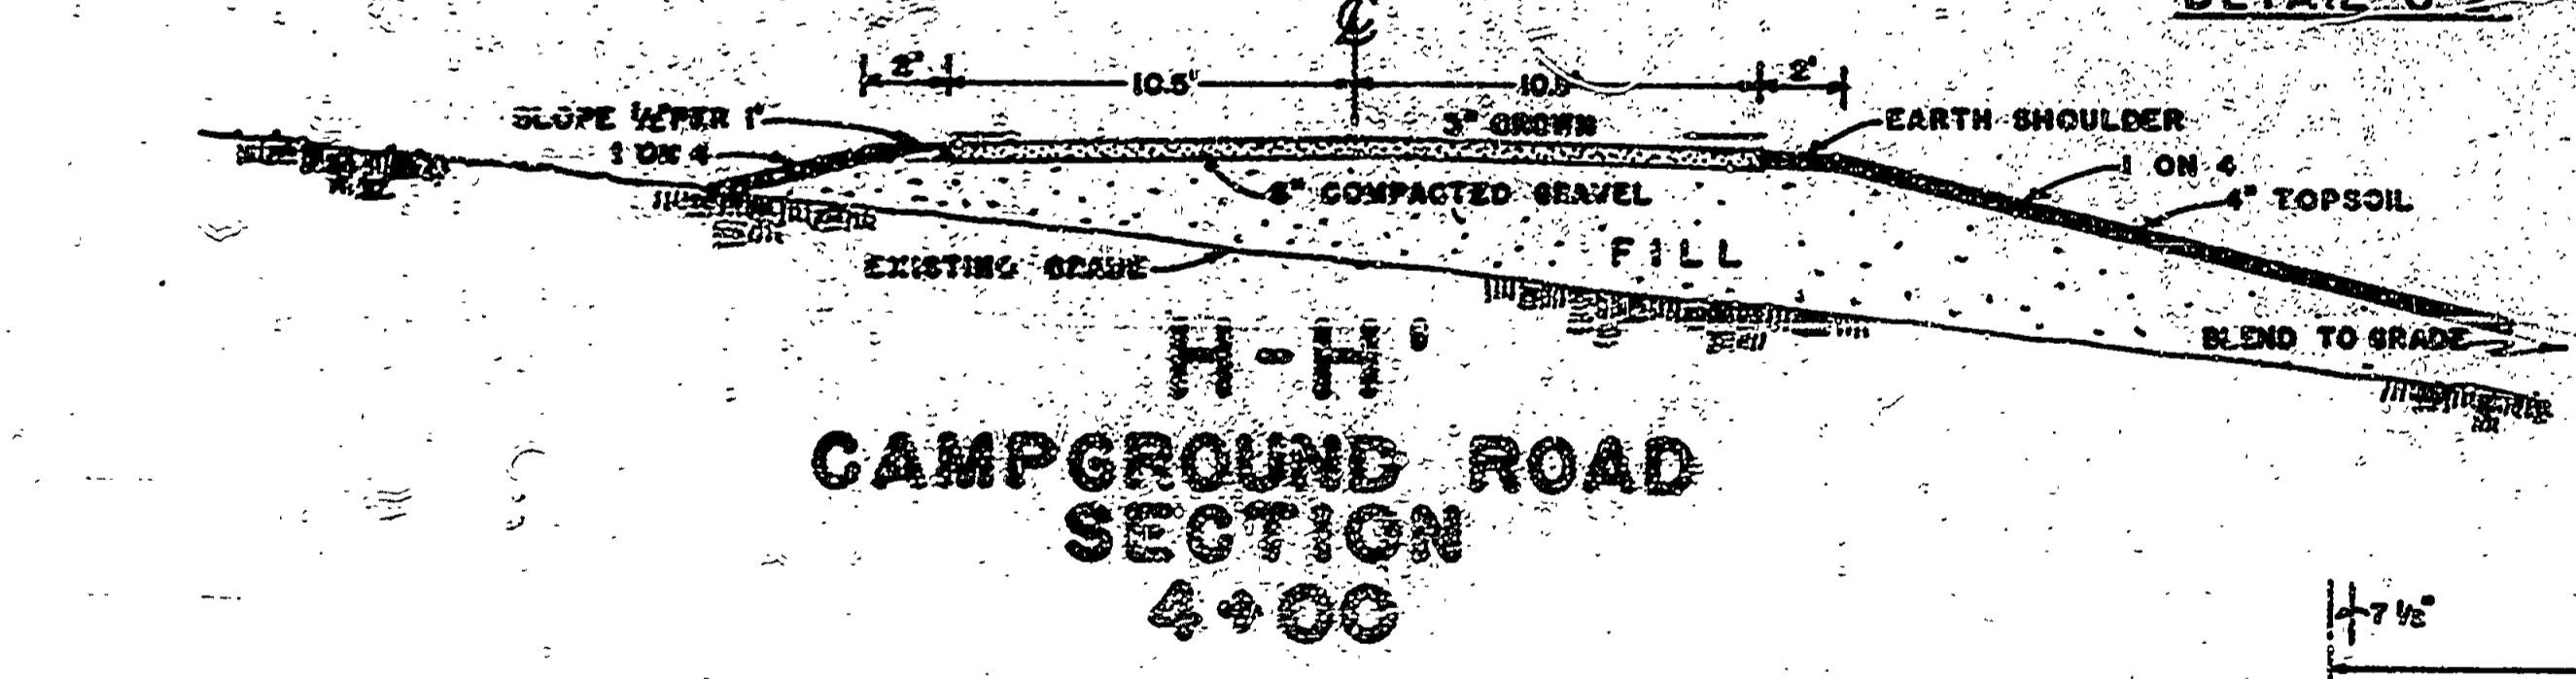 2' 10.5' 10.5' 2'
SLOPE 1/2" PER 1'
3" CROWN
EARTH SHOULDER
1 ON 4
1 ON 4
COMPACTED GRAVEL
4" TOPSOIL
FILL
EXISTING GRADE
BLEND TO GRADE
H-H'
CAMPGROUND ROAD
SECTION
4+00
7 1/2"